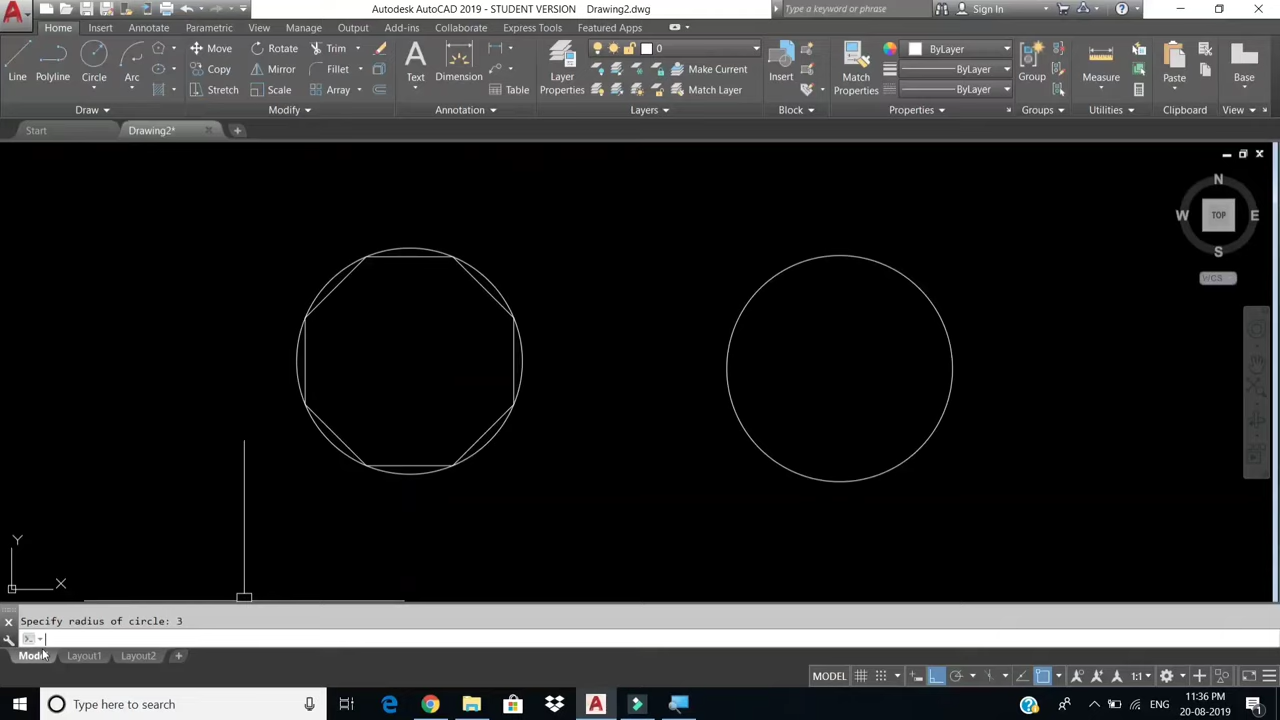 Autodesk AutoCAD 2019 - STUDENT VERSION    Drawing2.dwg
Type a keyword or phrase
Sign In
Home Insert Annotate Parametric View Manage Output Add-ins Collaborate Express Tools Featured Apps
Line
Polyline
Circle
Arc
Move
Copy
Stretch
Rotate
Mirror
Scale
Trim
Fillet
Array
Text
Dimension
Table
Layer
Properties
0
Make Current
Match Layer
Insert
Match
Properties
ByLayer
ByLayer
ByLayer
Group
Measure
Paste
Base
Draw Modify Annotation Layers Block Properties Groups Utilities Clipboard View
Start
Drawing2*
N
W TOP E
S
WCS
Y
X
Specify radius of circle: 3
Model Layout1 Layout2
MODEL
1:1
Type here to search
ENG
11:36 PM
20-08-2019
1